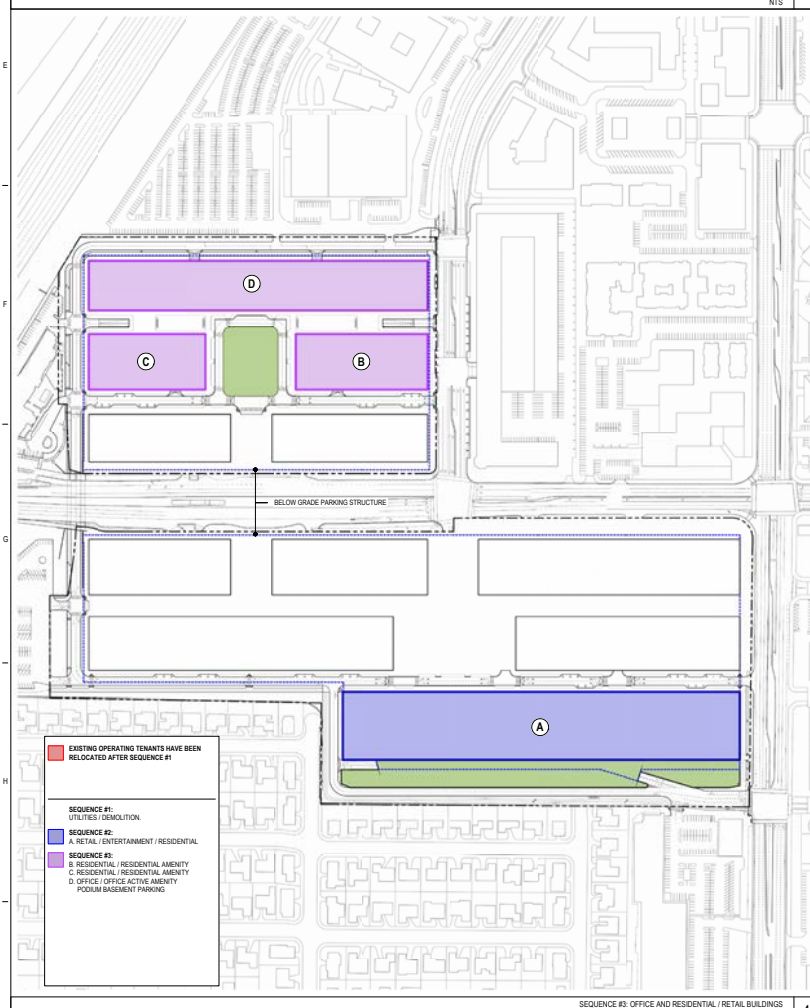 NTS
E
F
D
C
B
BELOW GRADE PARKING STRUCTURE
G
A
H
EXISTING OPERATING TENANTS HAVE BEEN
RELOCATED AFTER SEQUENCE #1
SEQUENCE #1:
UTILITIES / DEMOLITION.
SEQUENCE #2:
A. RETAIL / ENTERTAINMENT / RESIDENTIAL
SEQUENCE #3:
B. RESIDENTIAL / RESIDENTIAL AMENITY
C. RESIDENTIAL / RESIDENTIAL AMENITY
D. OFFICE / OFFICE ACTIVE AMENITY
PODIUM BASEMENT PARKING
SEQUENCE #3: OFFICE AND RESIDENTIAL / RETAIL BUILDINGS